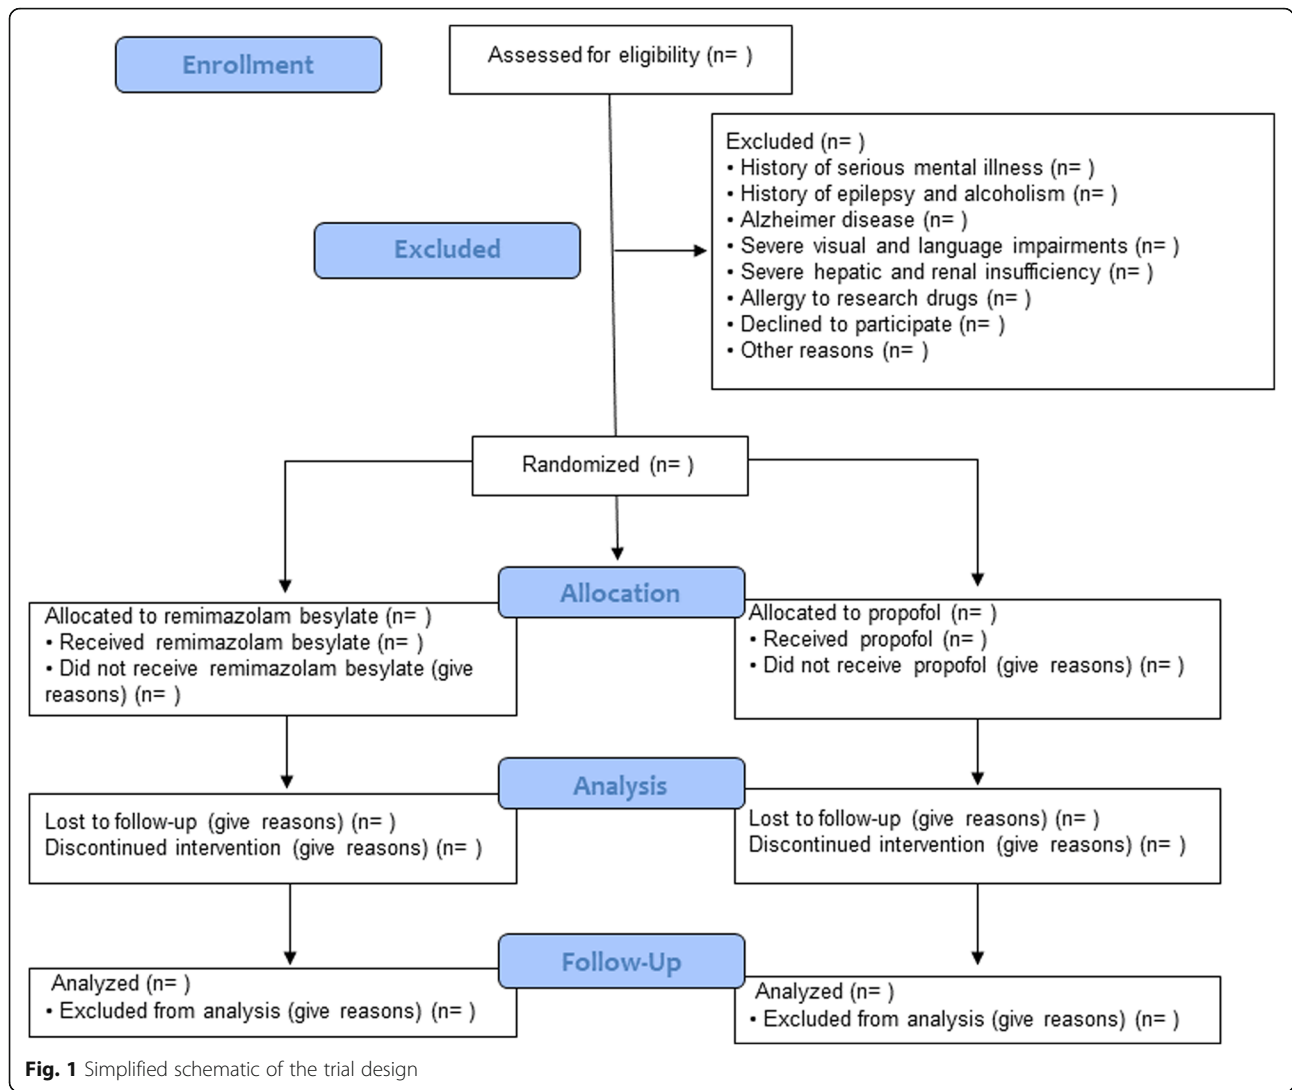 Enrollment
Assessed for eligibility (n= )
Excluded (n= )
• History of serious mental illness (n= )
• History of epilepsy and alcoholism (n= )
• Alzheimer disease (n= )
• Severe visual and language impairments (n= )
• Severe hepatic and renal insufficiency (n= )
• Allergy to research drugs (n= )
• Declined to participate (n= )
• Other reasons (n= )
Excluded
Randomized (n= )
Allocation
Allocated to remimazolam besylate (n= )
• Received remimazolam besylate (n= )
• Did not receive remimazolam besylate (give
reasons) (n= )
Allocated to propofol (n= )
• Received propofol (n= )
• Did not receive propofol (give reasons) (n= )
Analysis
Lost to follow-up (give reasons) (n= )
Discontinued intervention (give reasons) (n= )
Lost to follow-up (give reasons) (n= )
Discontinued intervention (give reasons) (n= )
Follow-Up
Analyzed (n= )
• Excluded from analysis (give reasons) (n= )
Analyzed (n= )
• Excluded from analysis (give reasons) (n= )
Fig. 1 Simplified schematic of the trial design